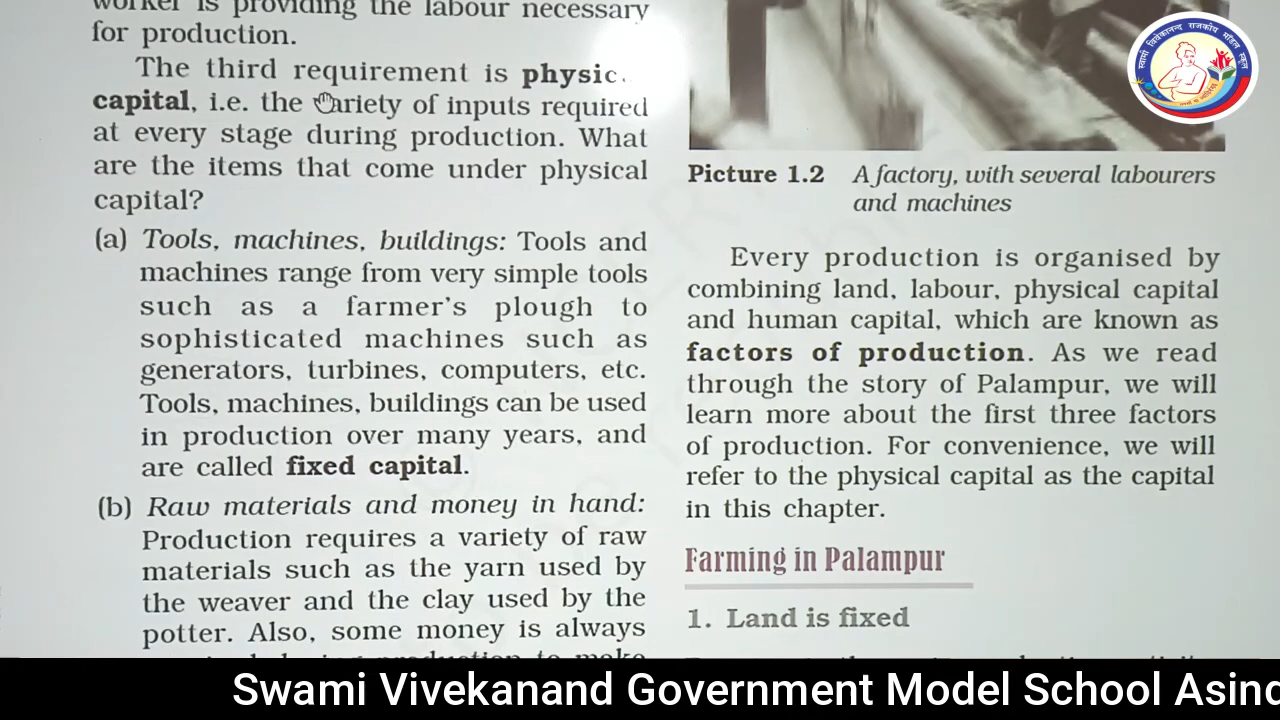 worker is providing the labour necessary
for production.
The third requirement is physic
capital, i.e. the variety of inputs required
at every stage during production. What
are the items that come under physical
capital?
(a) Tools, machines, buildings: Tools and
machines range from very simple tools
such as a farmer's plough to
sophisticated machines such as
generators, turbines, computers, etc.
Tools, machines, buildings can be used
in production over many years, and
are called fixed capital.
(b) Raw materials and money in hand:
Production requires a variety of raw
materials such as the yarn used by
the weaver and the clay used by the
potter. Also, some money is always
production to make
Picture 1.2 A factory, with several labourers
and machines
Every production is organised by
combining land, labour, physical capital
and human capital, which are known as
factors of production. As we read
through the story of Palampur, we will
learn more about the first three factors
of production. For convenience, we will
refer to the physical capital as the capital
in this chapter.
Farming in Palampur
1. Land is fixed
स्वामी विवेकानन्द राजकीय मॉडल स्कूल
Swami Vivekanand Government Model School Asind